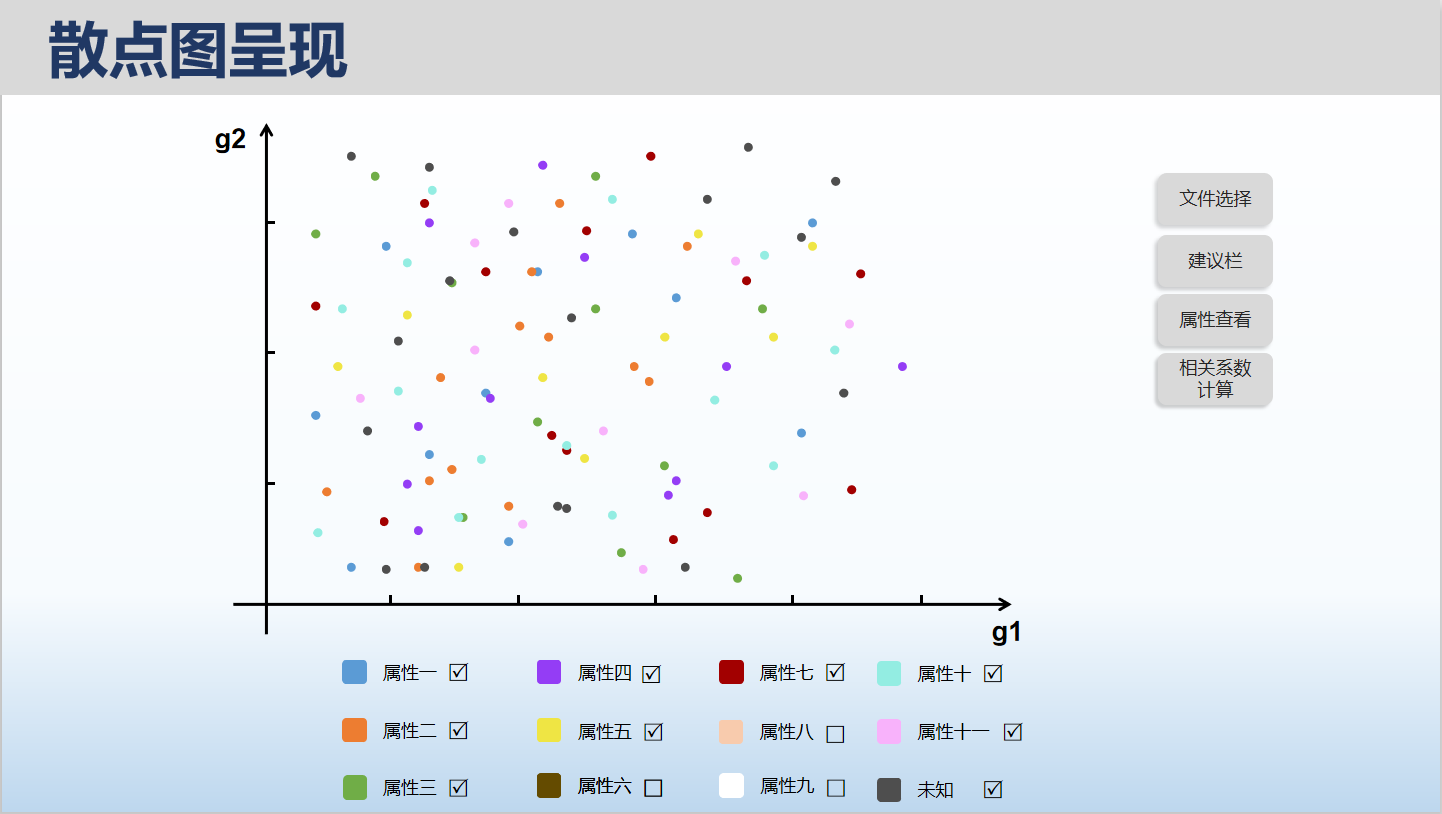 散点图呈现
g2
文件选择
建议栏
属性查看
相关系数
计算
g1
属性一 ☑ 属性四 ☑ 属性七 ☑ 属性十 ☑
属性二 ☑ 属性五 ☑ 属性八 ☐ 属性十一 ☑
属性三 ☑ 属性六 ☐ 属性九 ☐ 未知 ☑